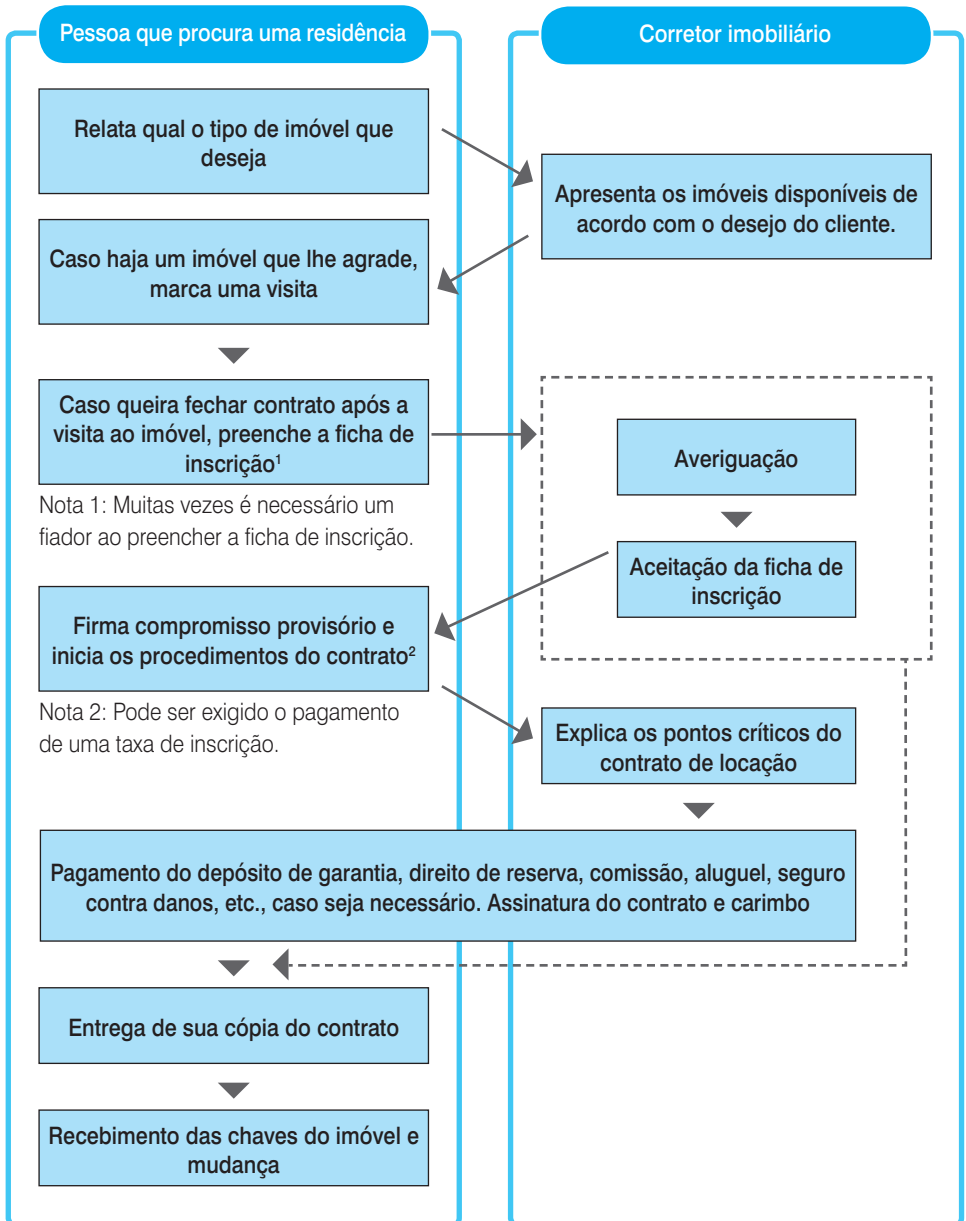 Pessoa que procura uma residência
Corretor imobiliário
Relata qual o tipo de imóvel que
deseja
Apresenta os imóveis disponíveis de
acordo com o desejo do cliente.
Caso haja um imóvel que lhe agrade,
marca uma visita
Caso queira fechar contrato após a
visita ao imóvel, preenche a ficha de
inscrição¹
Nota 1: Muitas vezes é necessário um
fiador ao preencher a ficha de inscrição.
Averiguação
Aceitação da ficha de
inscrição
Firma compromisso provisório e
inicia os procedimentos do contrato²
Nota 2: Pode ser exigido o pagamento
de uma taxa de inscrição.
Explica os pontos críticos do
contrato de locação
Pagamento do depósito de garantia, direito de reserva, comissão, aluguel, seguro
contra danos, etc., caso seja necessário. Assinatura do contrato e carimbo
Entrega de sua cópia do contrato
Recebimento das chaves do imóvel e
mudança